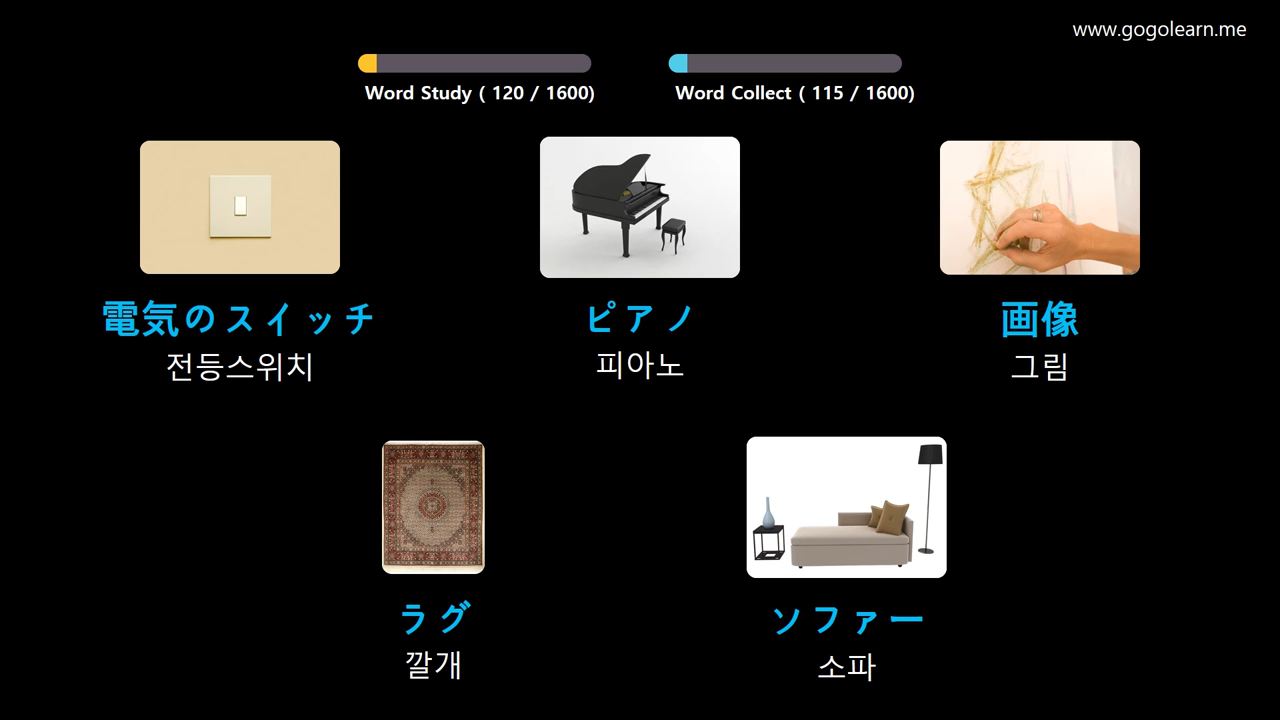 www.gogolearn.me
Word Study ( 120 / 1600)
Word Collect ( 115 / 1600)
電気のスイッチ
전등스위치
ピアノ
피아노
画像
그림
ラグ
깔개
ソファー
소파